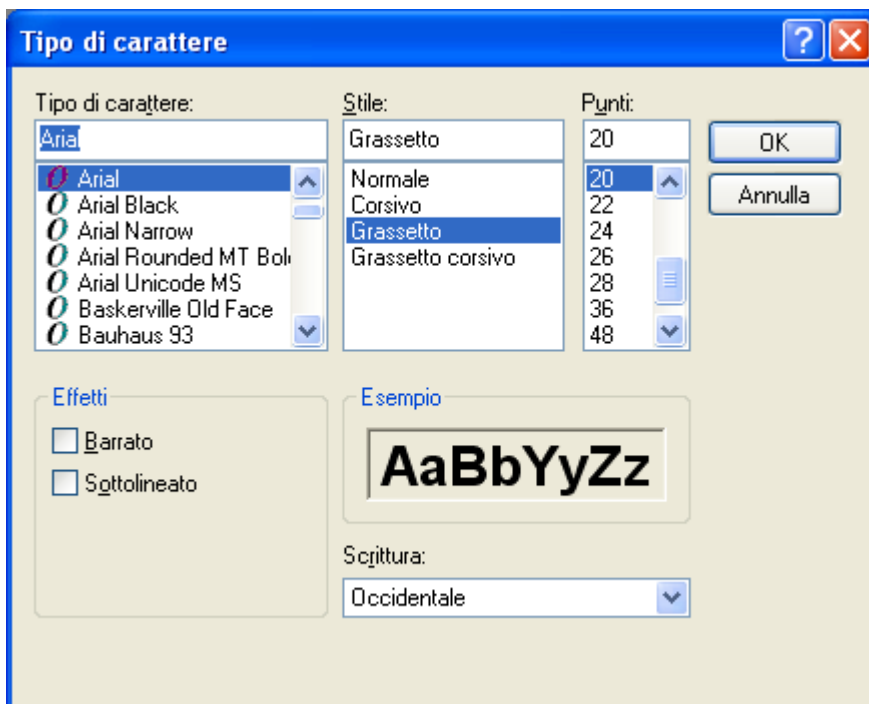 Tipo di carattere
Tipo di carattere:
Arial
Arial
Arial Black
Arial Narrow
Arial Rounded MT Bol
Arial Unicode MS
Baskerville Old Face
Bauhaus 93
Stile:
Grassetto
Normale
Corsivo
Grassetto
Grassetto corsivo
Punti:
20
20
22
24
26
28
36
48
OK
Annulla
Effetti
Barrato
Sottolineato
Esempio
AaBbYyZz
Scrittura:
Occidentale